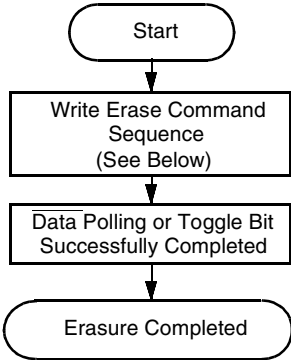 Start
Write Erase Command
Sequence
(See Below)
Data Polling or Toggle Bit
Successfully Completed
Erasure Completed